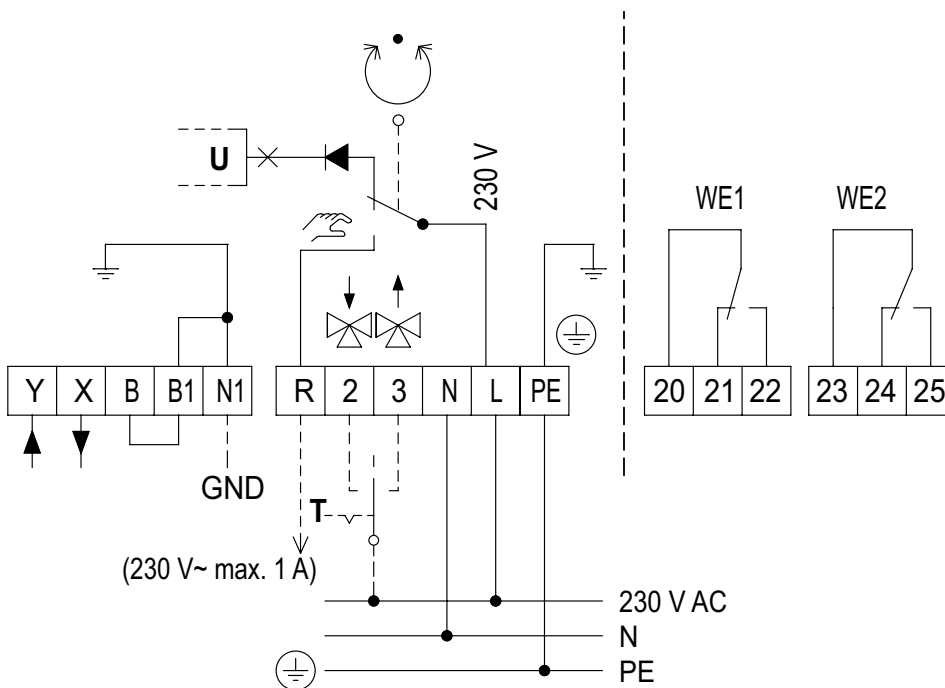 U
230 V
WE1 WE2
Y X B B1 N1 R 2 3 N L PE 20 21 22 23 24 25
GND
T
(230 V~ max. 1 A)
230 V AC
N
PE